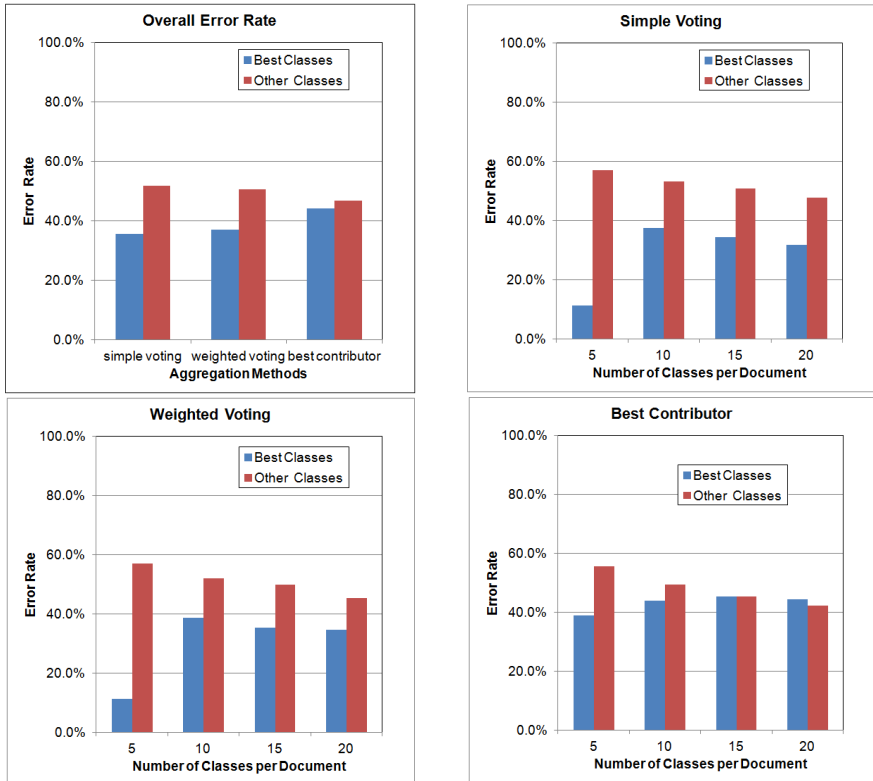 Overall Error Rate
100.0%
80.0%
60.0%
40.0%
20.0%
0.0%
Error Rate
Best Classes
Other Classes
simple voting weighted voting best contributor
Aggregation Methods
Simple Voting
100.0%
80.0%
60.0%
40.0%
20.0%
0.0%
Error Rate
Best Classes
Other Classes
5 10 15 20
Number of Classes per Document
Weighted Voting
100.0%
80.0%
60.0%
40.0%
20.0%
0.0%
Error Rate
Best Classes
Other Classes
5 10 15 20
Number of Classes per Document
Best Contributor
100.0%
80.0%
60.0%
40.0%
20.0%
0.0%
Error Rate
Best Classes
Other Classes
5 10 15 20
Number of Classes per Document